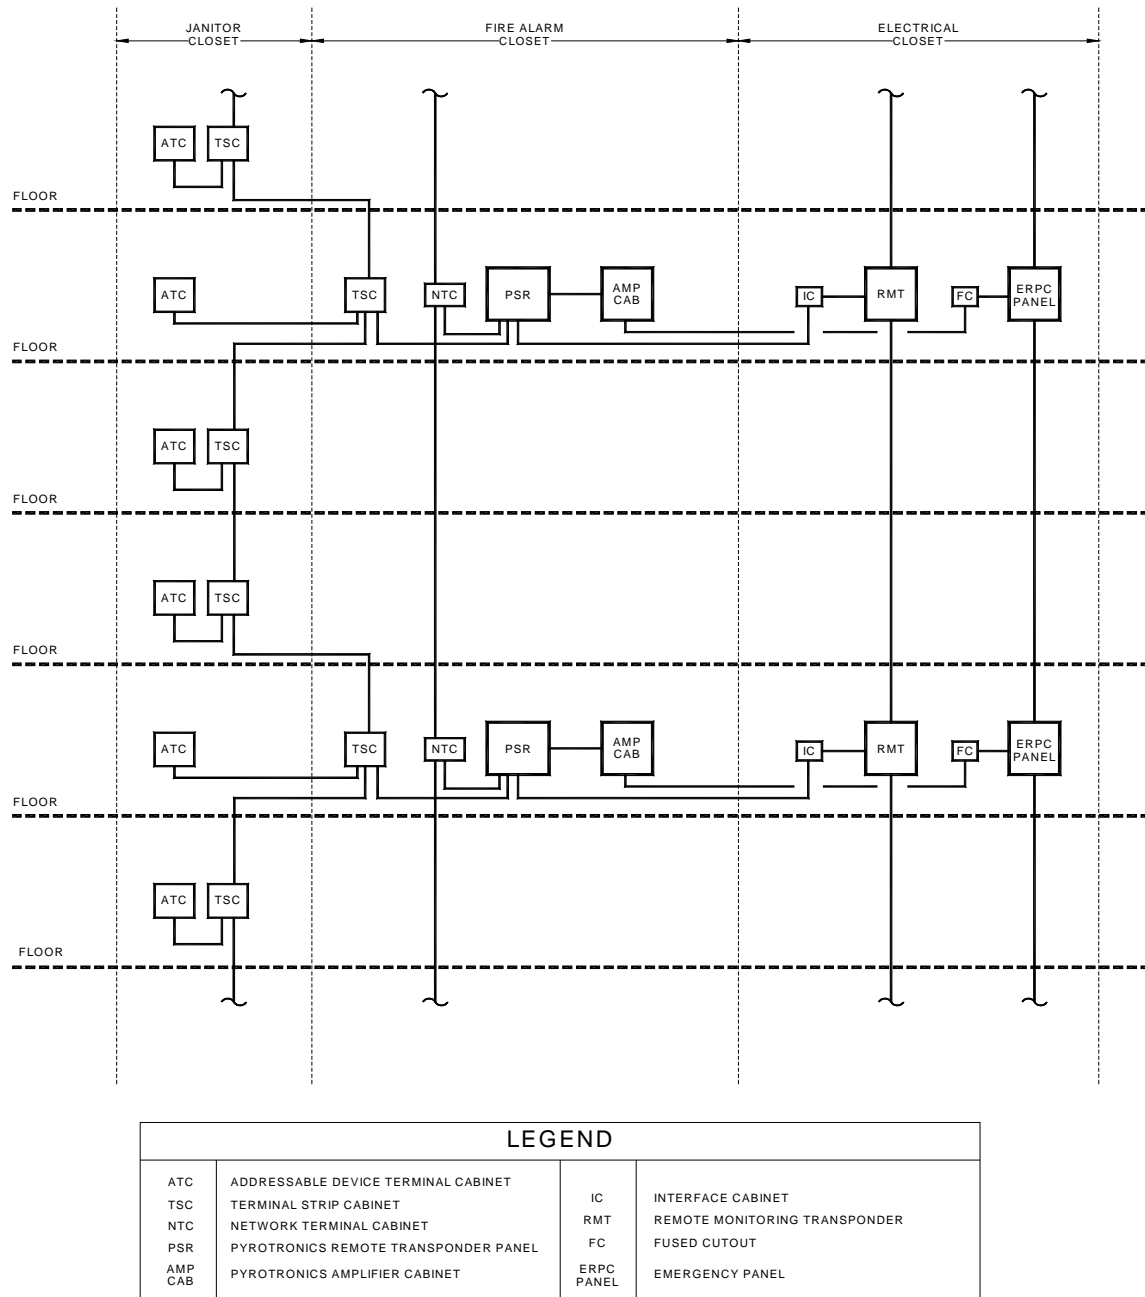 JANITOR
CLOSET
FIRE ALARM
CLOSET
ELECTRICAL
CLOSET
ATC
TSC
FLOOR
ATC
TSC
NTC
PSR
AMP
CAB
IC
RMT
FC
ERPC
PANEL
FLOOR
ATC
TSC
FLOOR
ATC
TSC
FLOOR
ATC
TSC
NTC
PSR
AMP
CAB
IC
RMT
FC
ERPC
PANEL
FLOOR
ATC
TSC
FLOOR
LEGEND
ATC ADDRESSABLE DEVICE TERMINAL CABINET
TSC TERMINAL STRIP CABINET
NTC NETWORK TERMINAL CABINET
PSR PYROTRONICS REMOTE TRANSPONDER PANEL
AMP
CAB PYROTRONICS AMPLIFIER CABINET
IC INTERFACE CABINET
RMT REMOTE MONITORING TRANSPONDER
FC FUSED CUTOUT
ERPC
PANEL EMERGENCY PANEL